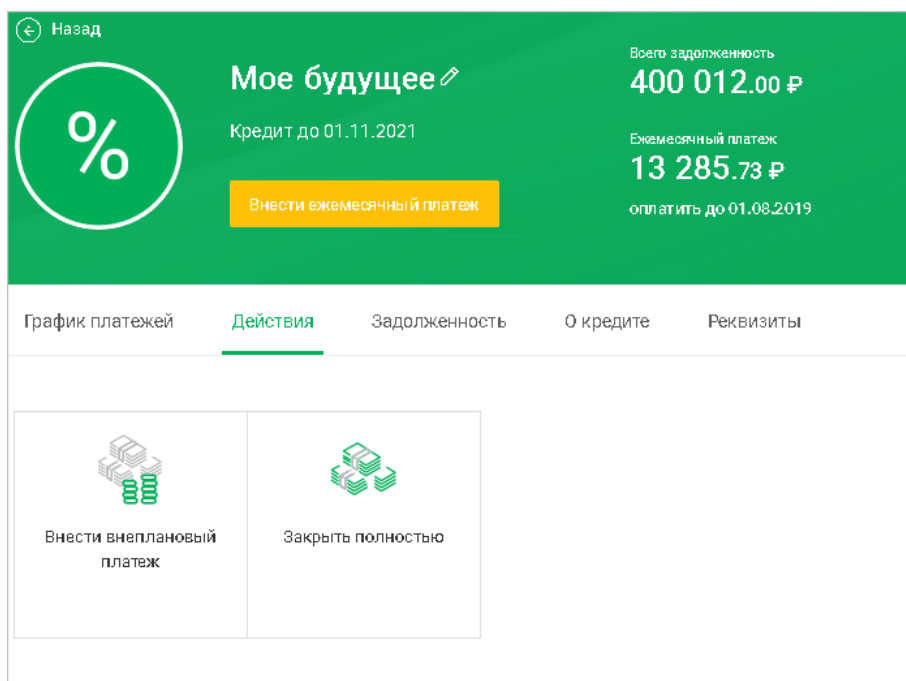 Назад
Мое будущее
Кредит до 01.11.2021
Внести ежемесячный платеж
Всего задолженность
400 012.00 ₽
Ежемесячный платеж
13 285.73 ₽
оплатить до 01.08.2019
График платежей Действия Задолженность О кредите Реквизиты
%
Внести внеплановый
платеж
Закрыть полностью